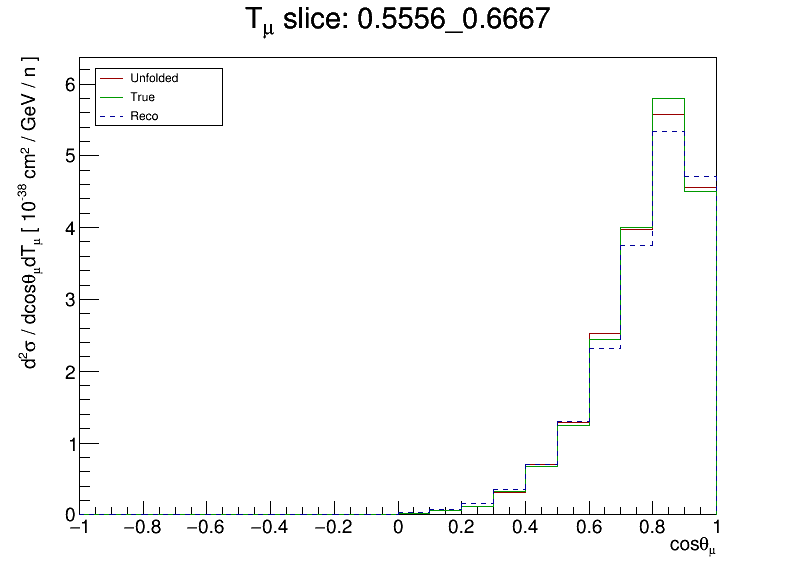 Tμ slice: 0.5556_0.6667
d²σ / dcosθμdTμ [ 10⁻³⁸ cm² / GeV / n ]
Unfolded
True
Reco
6
5
4
3
2
1
0
−1 −0.8 −0.6 −0.4 −0.2 0 0.2 0.4 0.6 0.8 1
cosθμ